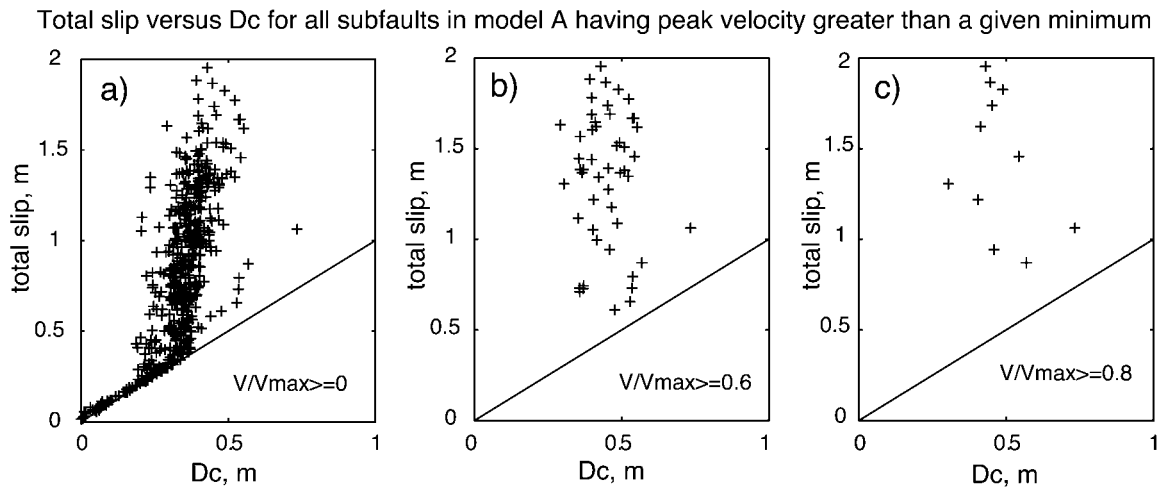 Total slip versus Dc for all subfaults in model A having peak velocity greater than a given minimum
a)
2
1.5
1
0.5
0
total slip, m
V/Vmax>=0
0
0.5
1
Dc, m
b)
2
1.5
1
0.5
0
total slip, m
V/Vmax>=0.6
0
0.5
1
Dc, m
c)
2
1.5
1
0.5
0
total slip, m
V/Vmax>=0.8
0
0.5
1
Dc, m